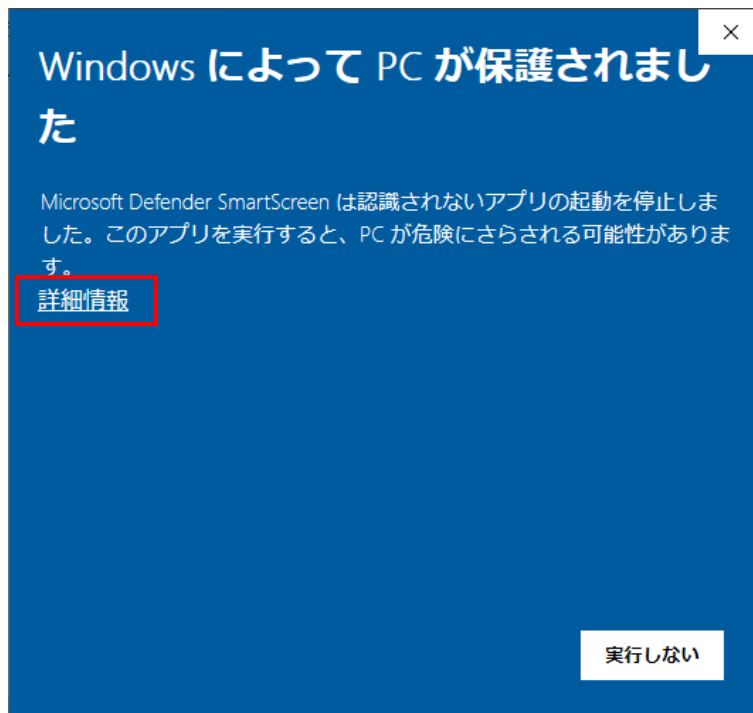 Windows によって PC が保護されまし
た
Microsoft Defender SmartScreen は認識されないアプリの起動を停止しま
した。このアプリを実行すると、PC が危険にさらされる可能性がありま
す。
詳細情報
実行しない